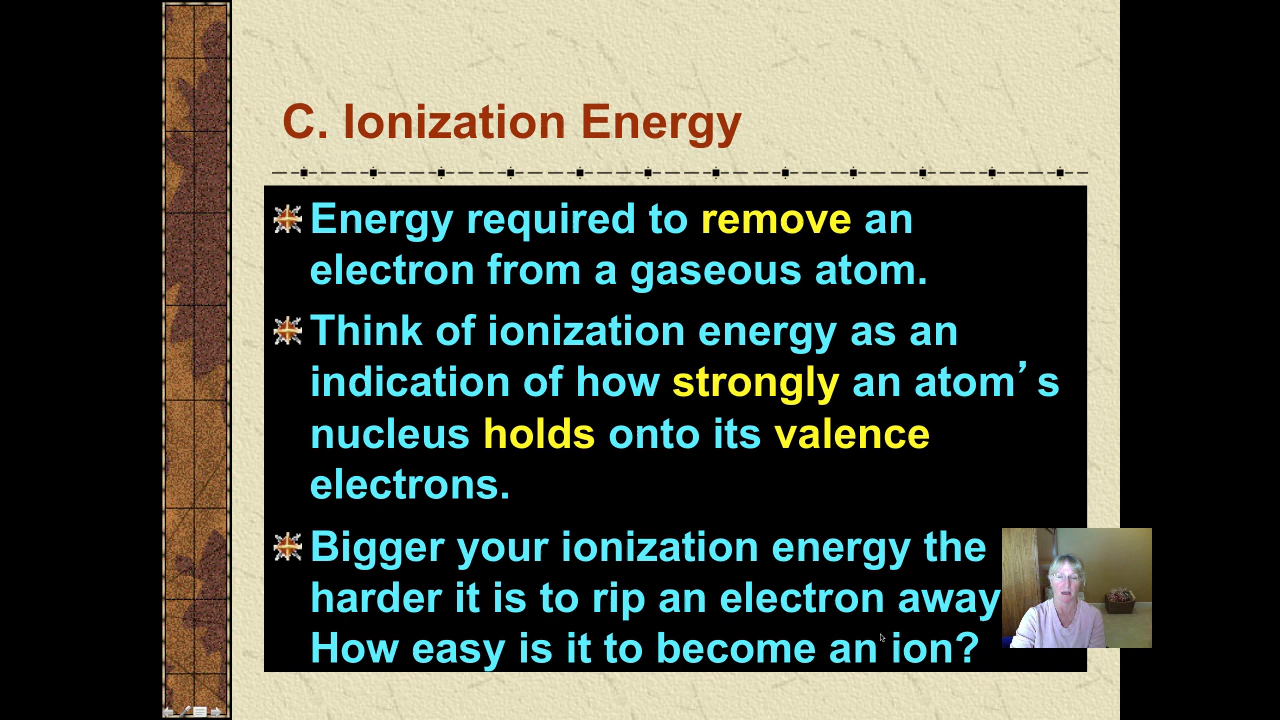 C. Ionization Energy
Energy required to remove an
electron from a gaseous atom.
Think of ionization energy as an
indication of how strongly an atom’s
nucleus holds onto its valence
electrons.
Bigger your ionization energy the
harder it is to rip an electron away
How easy is it to become an ion?